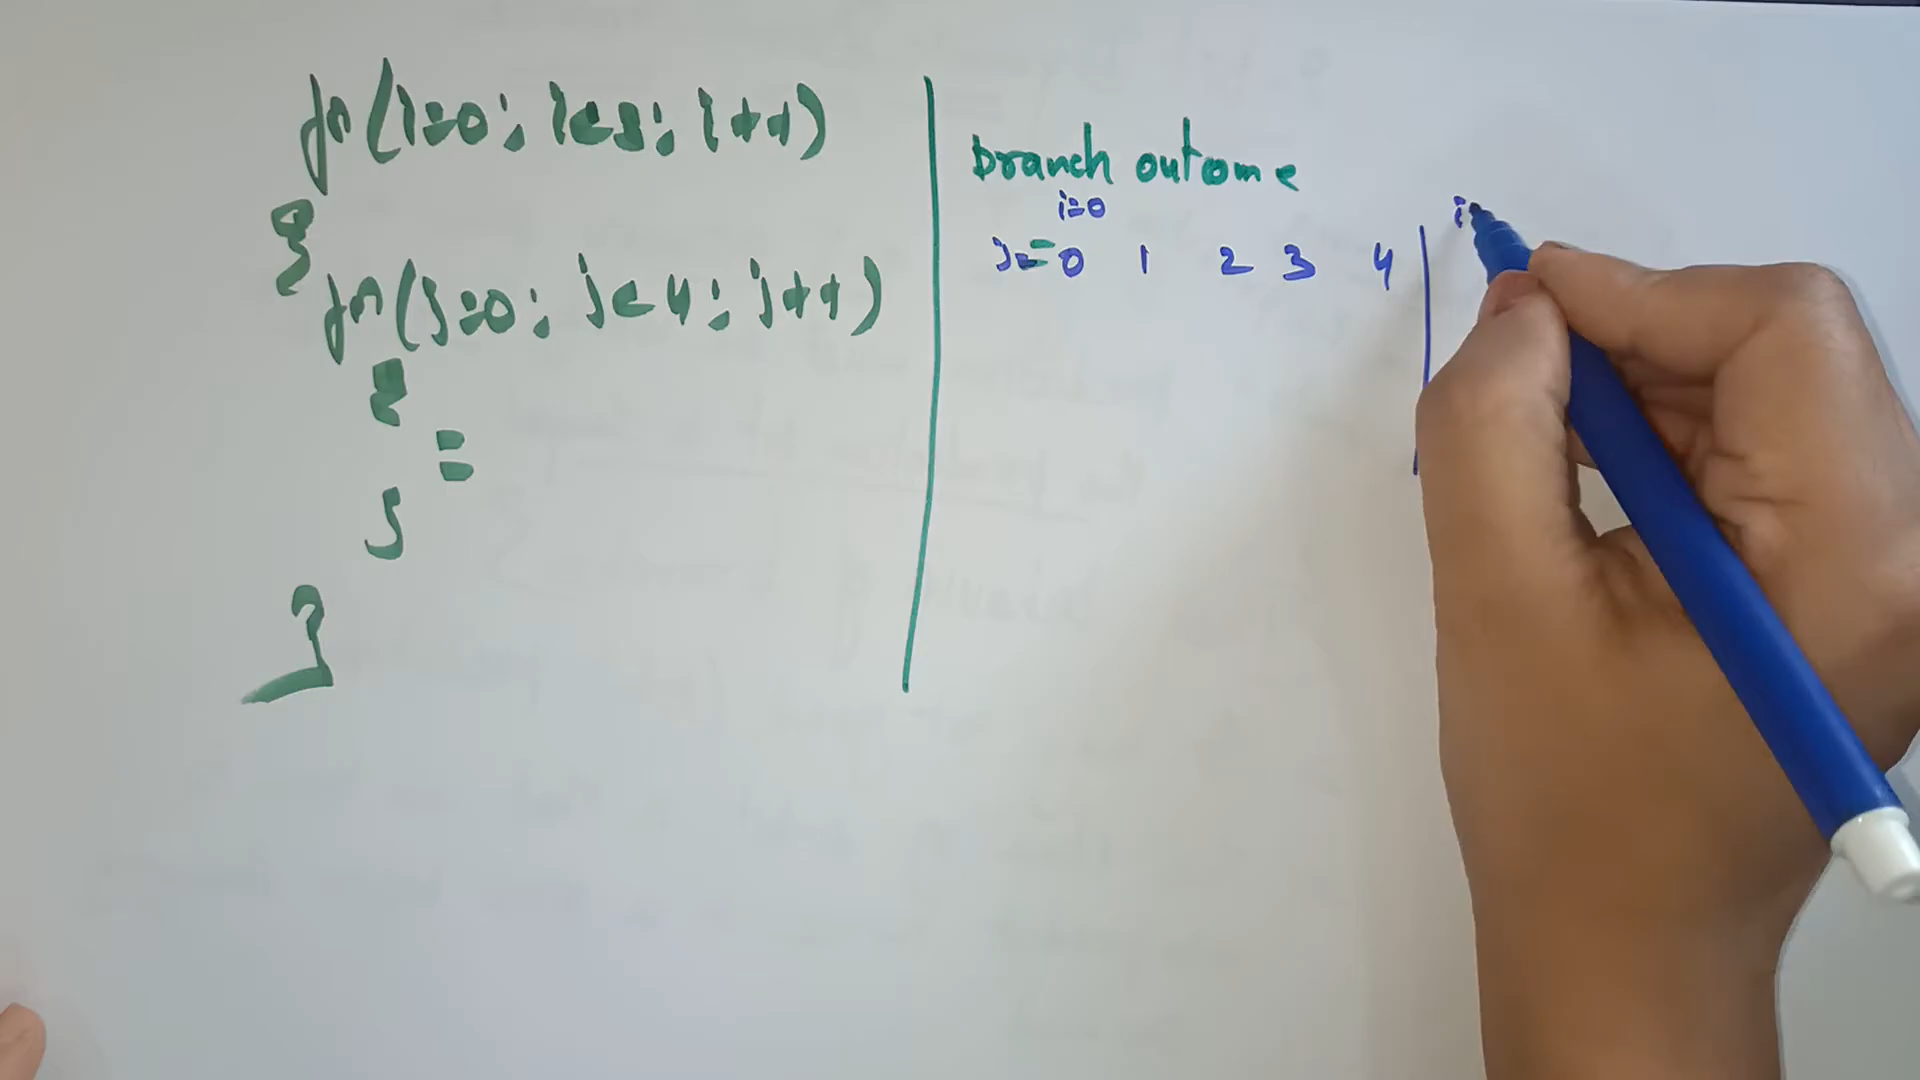 for(i=0; i<3; i++)
{
for(j=0; j<4; j++)
{
=
}
}
branch outcome
i=0
j=0 1 2 3 4
i=